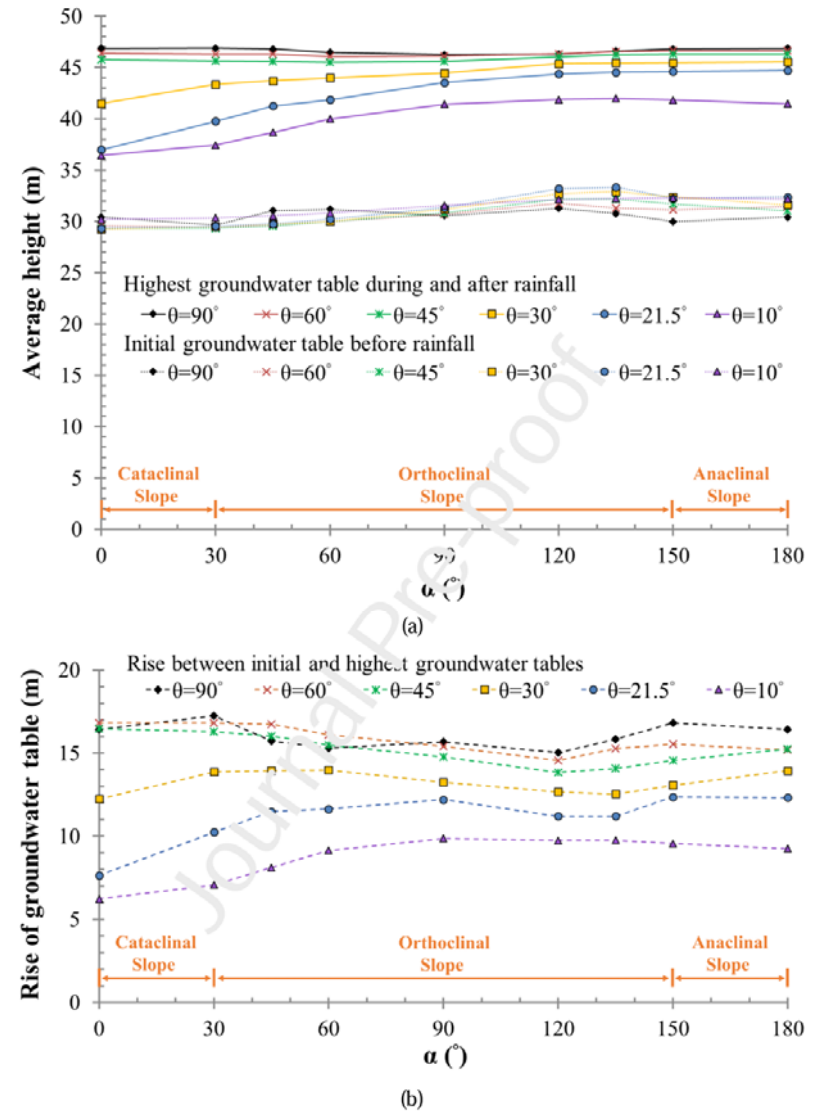 50
45
40
35
30
25
20
15
10
5
0
Average height (m)
Highest groundwater table during and after rainfall
θ=90° θ=60° θ=45° θ=30° θ=21.5° θ=10°
Initial groundwater table before rainfall
θ=90° θ=60° θ=45° θ=30° θ=21.5° θ=10°
Cataclinal Slope
Orthoclinal Slope
Anaclinal Slope
0 30 60 90 120 150 180
α (°)
(a)
Journal Pre-proof
20
15
10
5
0
Rise of groundwater table (m)
Rise between initial and highest groundwater tables
θ=90° θ=60° θ=45° θ=30° θ=21.5° θ=10°
Cataclinal Slope
Orthoclinal Slope
Anaclinal Slope
0 30 60 90 120 150 180
α (°)
(b)